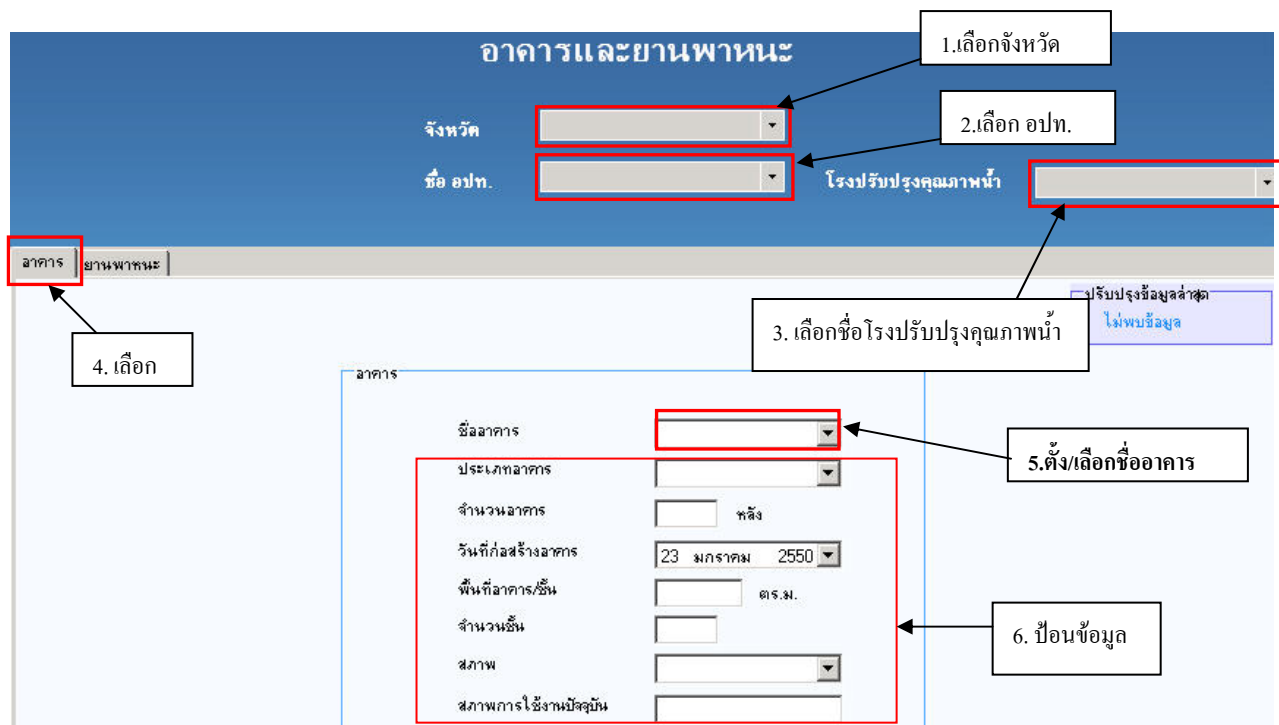 อาคารและยานพาหนะ
1.เลือกจังหวัด
จังหวัด
2.เลือก อปท.
ชื่อ อปท.
โรงปรับปรุงคุณภาพน้ำ
อาคาร
ยานพาหนะ
ปรับปรุงข้อมูลล่าสุด
ไม่พบข้อมูล
3. เลือกชื่อโรงปรับปรุงคุณภาพน้ำ
4. เลือก
อาคาร
ชื่ออาคาร
5.ตั้ง/เลือกชื่ออาคาร
ประเภทอาคาร
จำนวนอาคาร หลัง
วันที่ก่อสร้างอาคาร 23 มกราคม 2550
พื้นที่อาคาร/ชั้น ตร.ม.
จำนวนชั้น
6. ป้อนข้อมูล
สภาพ
สภาพการใช้งานปัจจุบัน